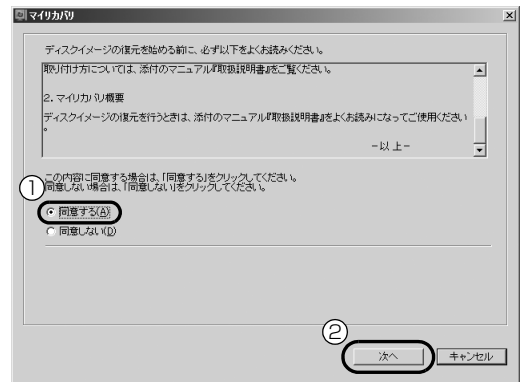 マイリカバリ
ディスクイメージの復元を始める前に、必ず以下をよくお読みください。
取り付け方については、添付のマニュアル『取扱説明書』をご覧ください。
2. マイリカバリ概要
ディスクイメージの復元を行うときは、添付のマニュアル『取扱説明書』をよくお読みになってご使用ください
。
－以 上－
この内容に同意する場合は、「同意する」をクリックしてください。
同意しない場合は、「同意しない」をクリックしてください。
①
同意する(A)
同意しない(D)
②
次へ
キャンセル